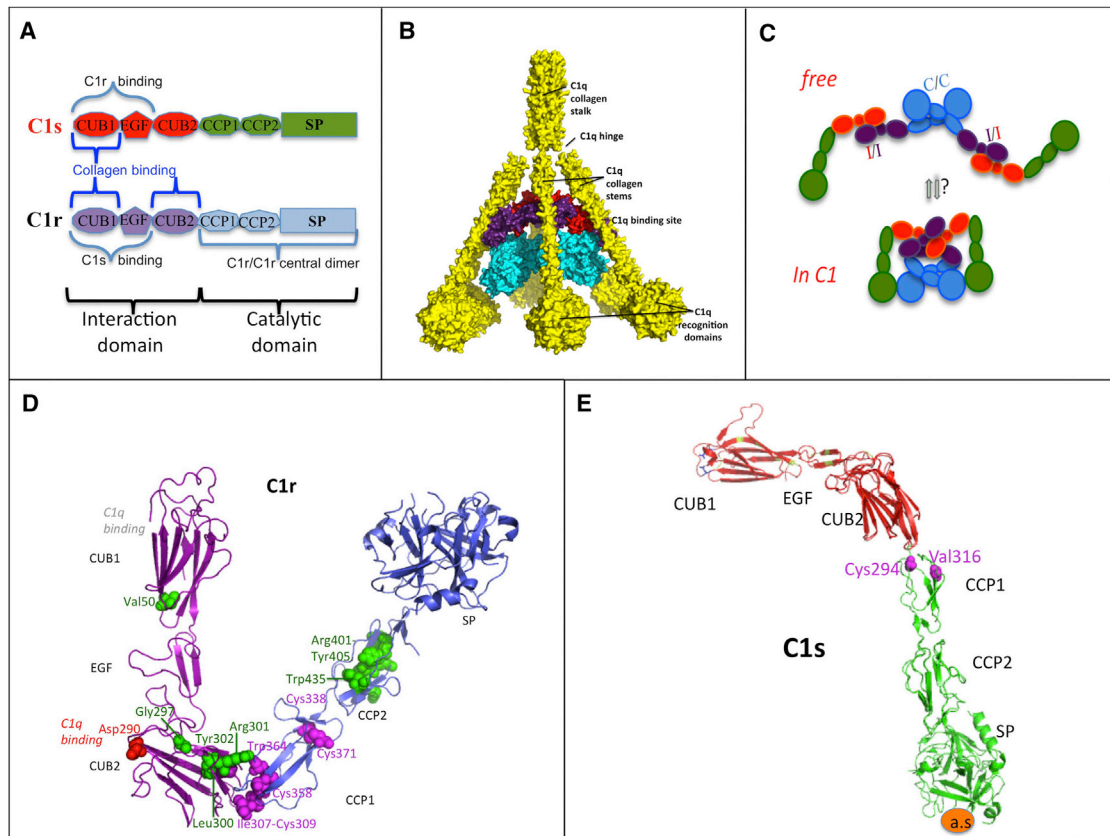 A
C1r binding
C1s
CUB1 EGF CUB2 CCP1 CCP2 SP
Collagen binding
C1r
CUB1 EGF CUB2 CCP1 CCP2 SP
C1s binding
C1r/C1r central dimer
Interaction
domain
Catalytic
domain
B
C1q
collagen
stalk
C1q hinge
C1q
collagen
stems
C1q binding site
C1q
recognition
domains
C
free
C/C
I/I
I/I
?
In C1
D
C1r
C1q
binding
CUB1
Val50
EGF
SP
Arg401
Tyr405
Trp435
Cys338
CCP2
Gly297
C1q
binding
Asp290
Arg301
Tyr302
Trp364
Cys371
CUB2
Cys358
CCP1
Leu300
Ile307-Cys309
E
CUB1
EGF
CUB2
Cys294
Val316
CCP1
C1s
CCP2
SP
a.s